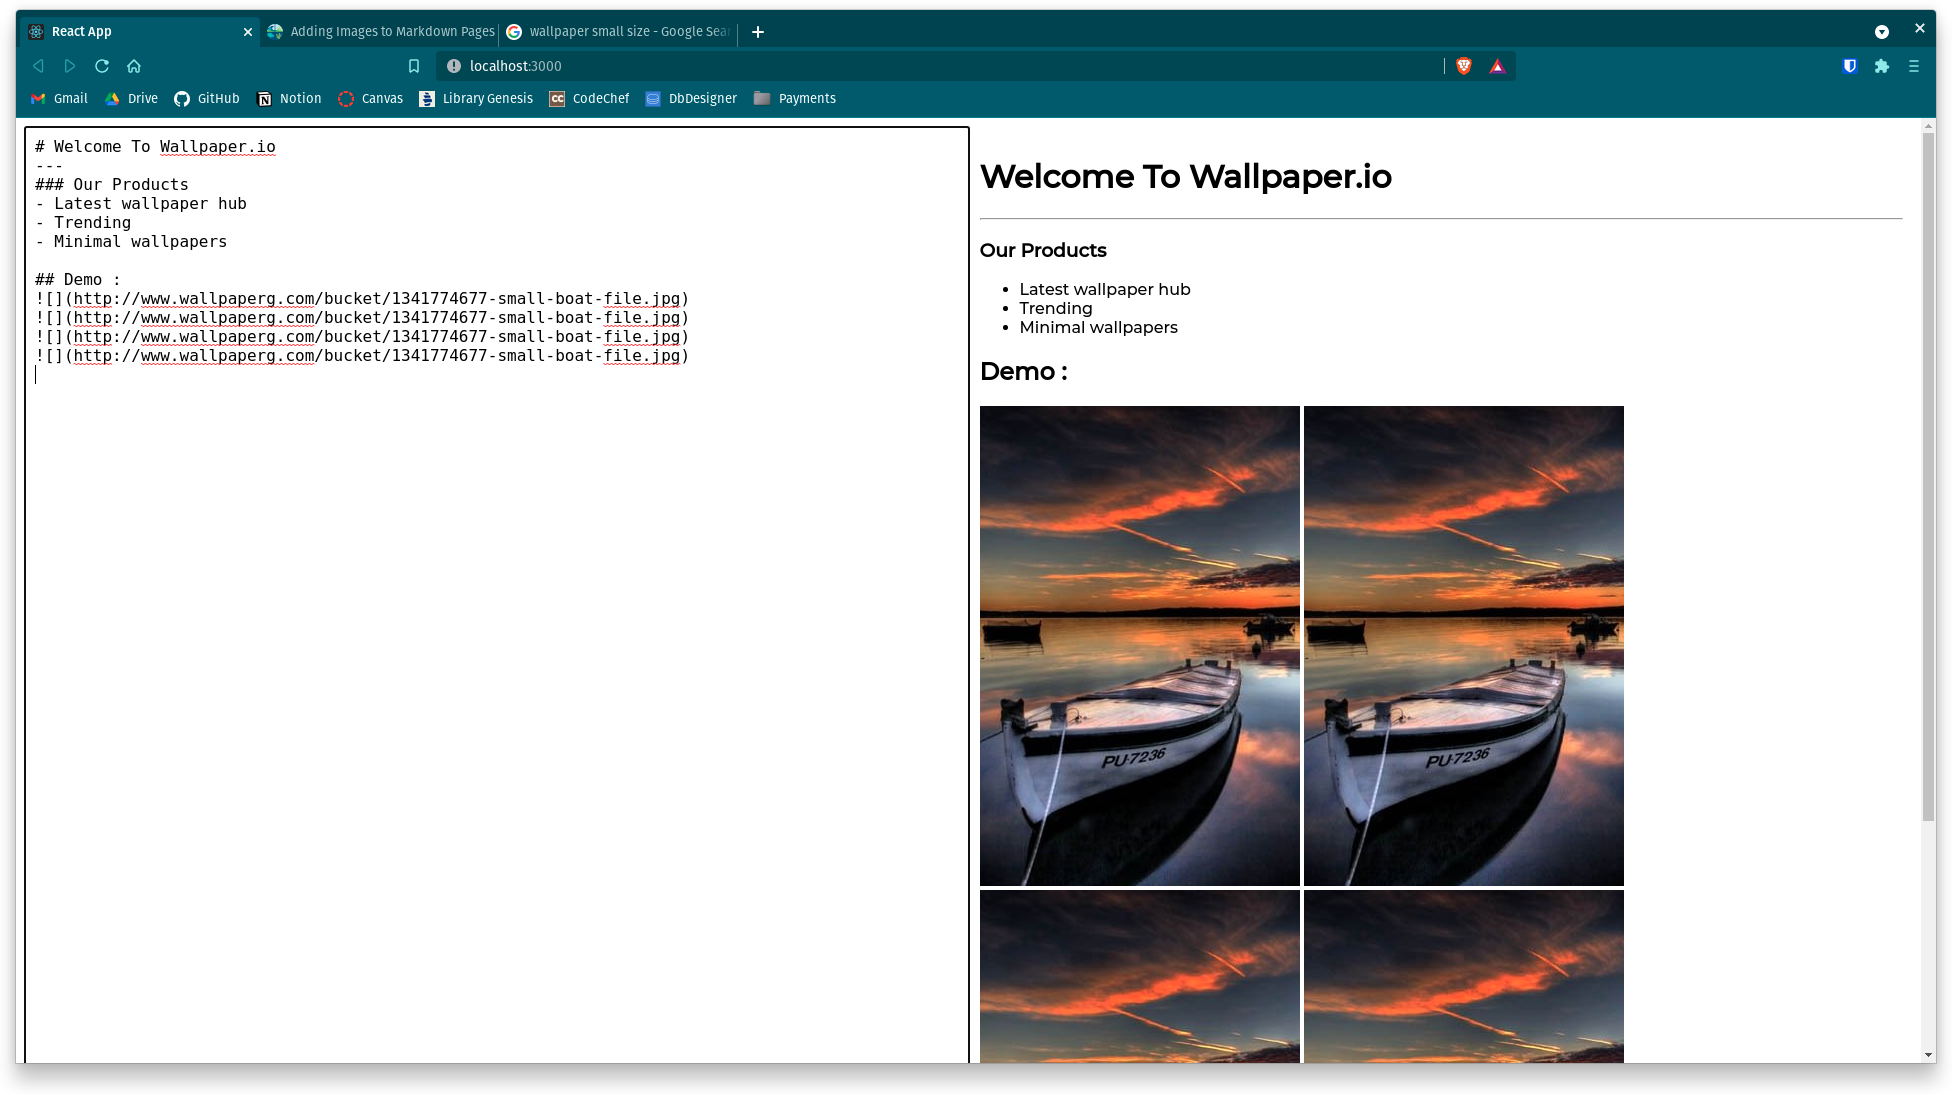 React App
Adding Images to Markdown Pages
wallpaper small size - Google Sea
localhost:3000
Gmail
Drive
GitHub
Notion
Canvas
Library Genesis
CC CodeChef
DbDesigner
Payments
# Welcome To Wallpaper.io
---
### Our Products
- Latest wallpaper hub
- Trending
- Minimal wallpapers
## Demo :
![](http://www.wallpaperg.com/bucket/1341774677-small-boat-file.jpg)
![](http://www.wallpaperg.com/bucket/1341774677-small-boat-file.jpg)
![](http://www.wallpaperg.com/bucket/1341774677-small-boat-file.jpg)
![](http://www.wallpaperg.com/bucket/1341774677-small-boat-file.jpg)
Welcome To Wallpaper.io
Our Products
• Latest wallpaper hub
• Trending
• Minimal wallpapers
Demo :
PU-7236
PU-7236